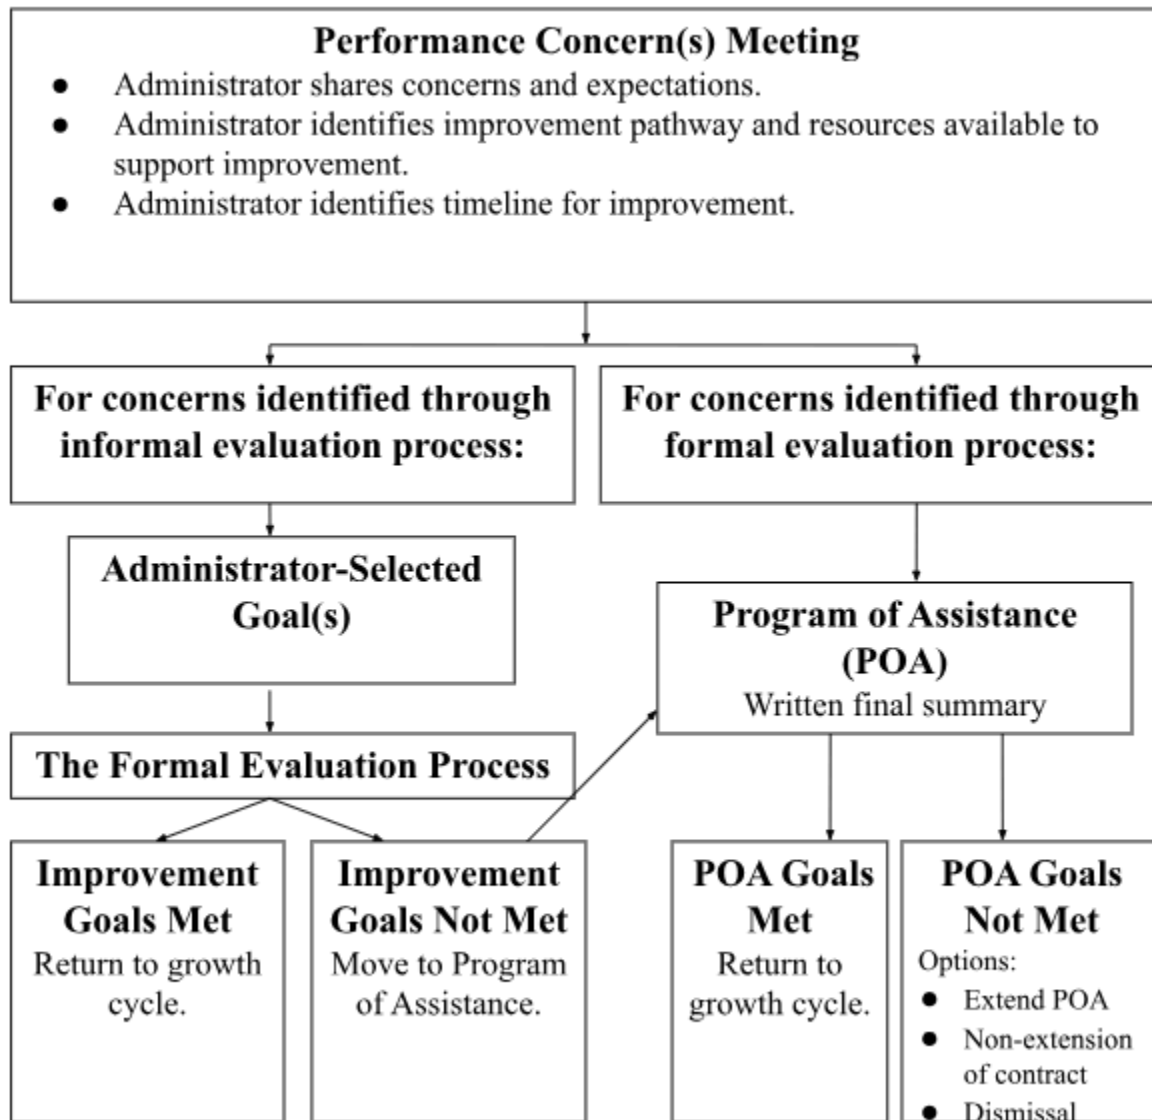 Performance Concern(s) Meeting
● Administrator shares concerns and expectations.
● Administrator identifies improvement pathway and resources available to
support improvement.
● Administrator identifies timeline for improvement.
For concerns identified through
informal evaluation process:
For concerns identified through
formal evaluation process:
Administrator-Selected
Goal(s)
Program of Assistance
(POA)
Written final summary
The Formal Evaluation Process
Improvement
Goals Met
Return to growth
cycle.
Improvement
Goals Not Met
Move to Program
of Assistance.
POA Goals
Met
Return to
growth cycle.
POA Goals
Not Met
Options:
● Extend POA
● Non-extension
of contract
● Dismissal